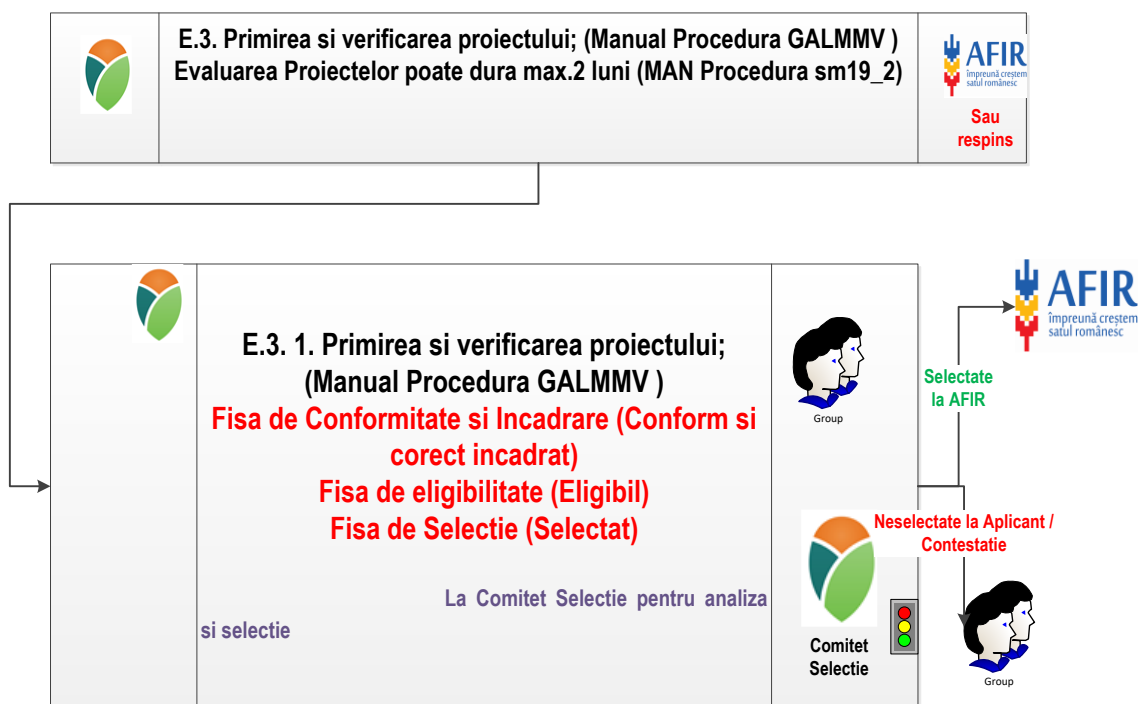 E.3. Primirea si verificarea proiectului; (Manual Procedura GALMMV )
Evaluarea Proiectelor poate dura max.2 luni (MAN Procedura sm19_2)
AFIR
împreună creștem
satul românesc
Sau
respins
E.3. 1. Primirea si verificarea proiectului;
(Manual Procedura GALMMV )
Fisa de Conformitate si Incadrare (Conform si
corect incadrat)
Fisa de eligibilitate (Eligibil)
Fisa de Selectie (Selectat)
La Comitet Selectie pentru analiza
si selectie
Group
Comitet
Selectie
Selectate
la AFIR
AFIR
împreună creștem
satul românesc
Neselectate la Aplicant /
Contestatie
Group